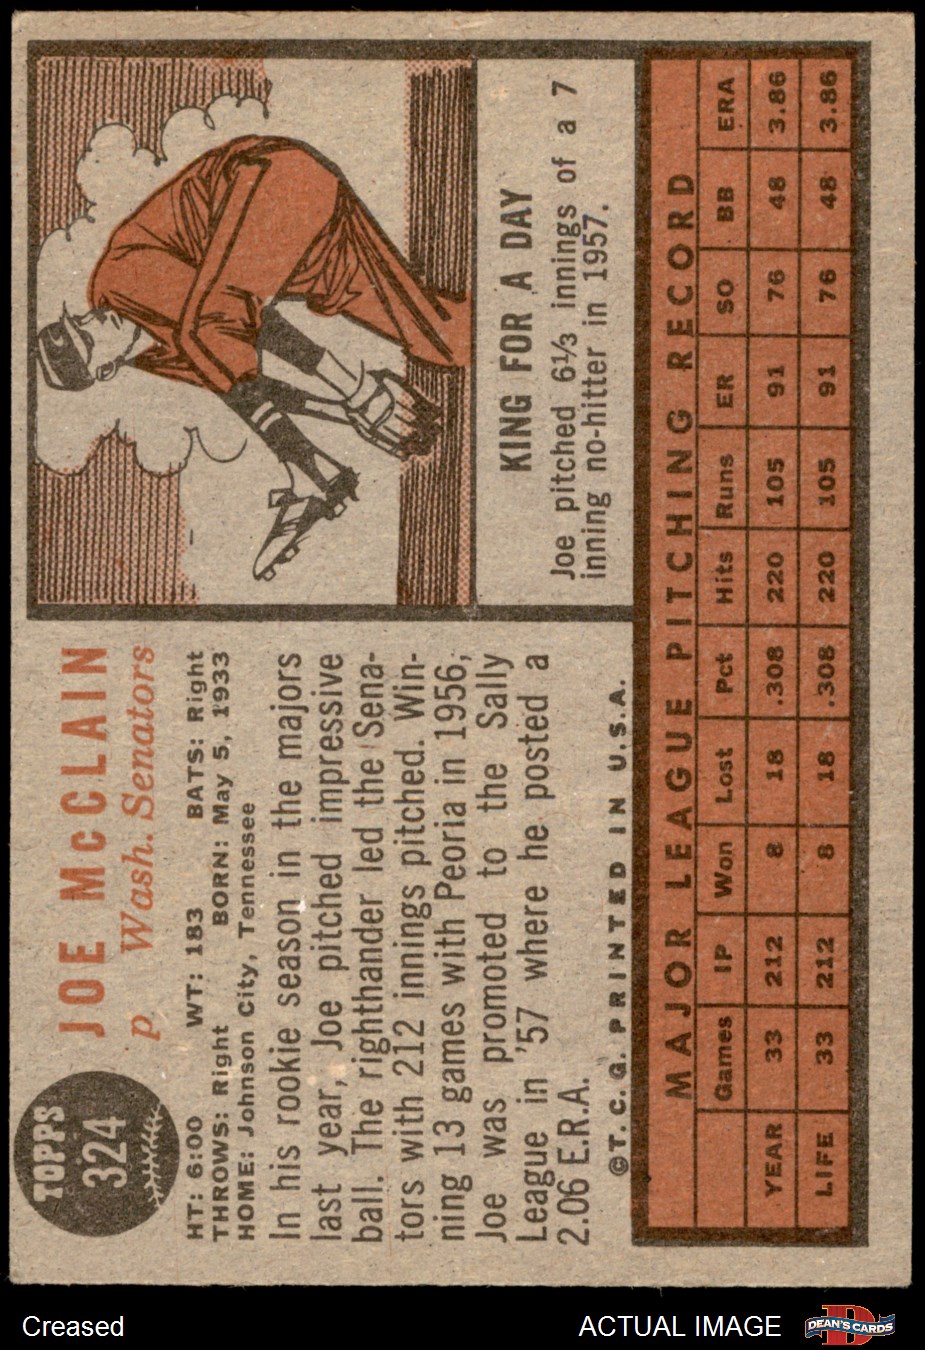 TOPPS
324
JOE McCLAIN
p. Wash. Senators
HT: 6:00 WT: 183 BATS: Right
THROWS: Right BORN: May 5, 1933
HOME: Johnson City, Tennessee
In his rookie season in the majors
last year, Joe pitched impressive
ball. The righthander led the Sena-
tors with 212 innings pitched. Win-
ning 13 games with Peoria in 1956,
Joe was promoted to the Sally
League in '57 where he posted a
2.06 E.R.A.
©T. C. G. PRINTED IN U.S.A.
KING FOR A DAY
Joe pitched 6⅓ innings of a 7
inning no-hitter in 1957.
MAJOR LEAGUE PITCHING RECORD
Games IP Won Lost Pct Hits Runs ER SO BB ERA
YEAR 33 212 8 18 .308 220 105 91 76 48 3.86
LIFE 33 212 8 18 .308 220 105 91 76 48 3.86
Creased
ACTUAL IMAGE
D
DEAN'S CARDS